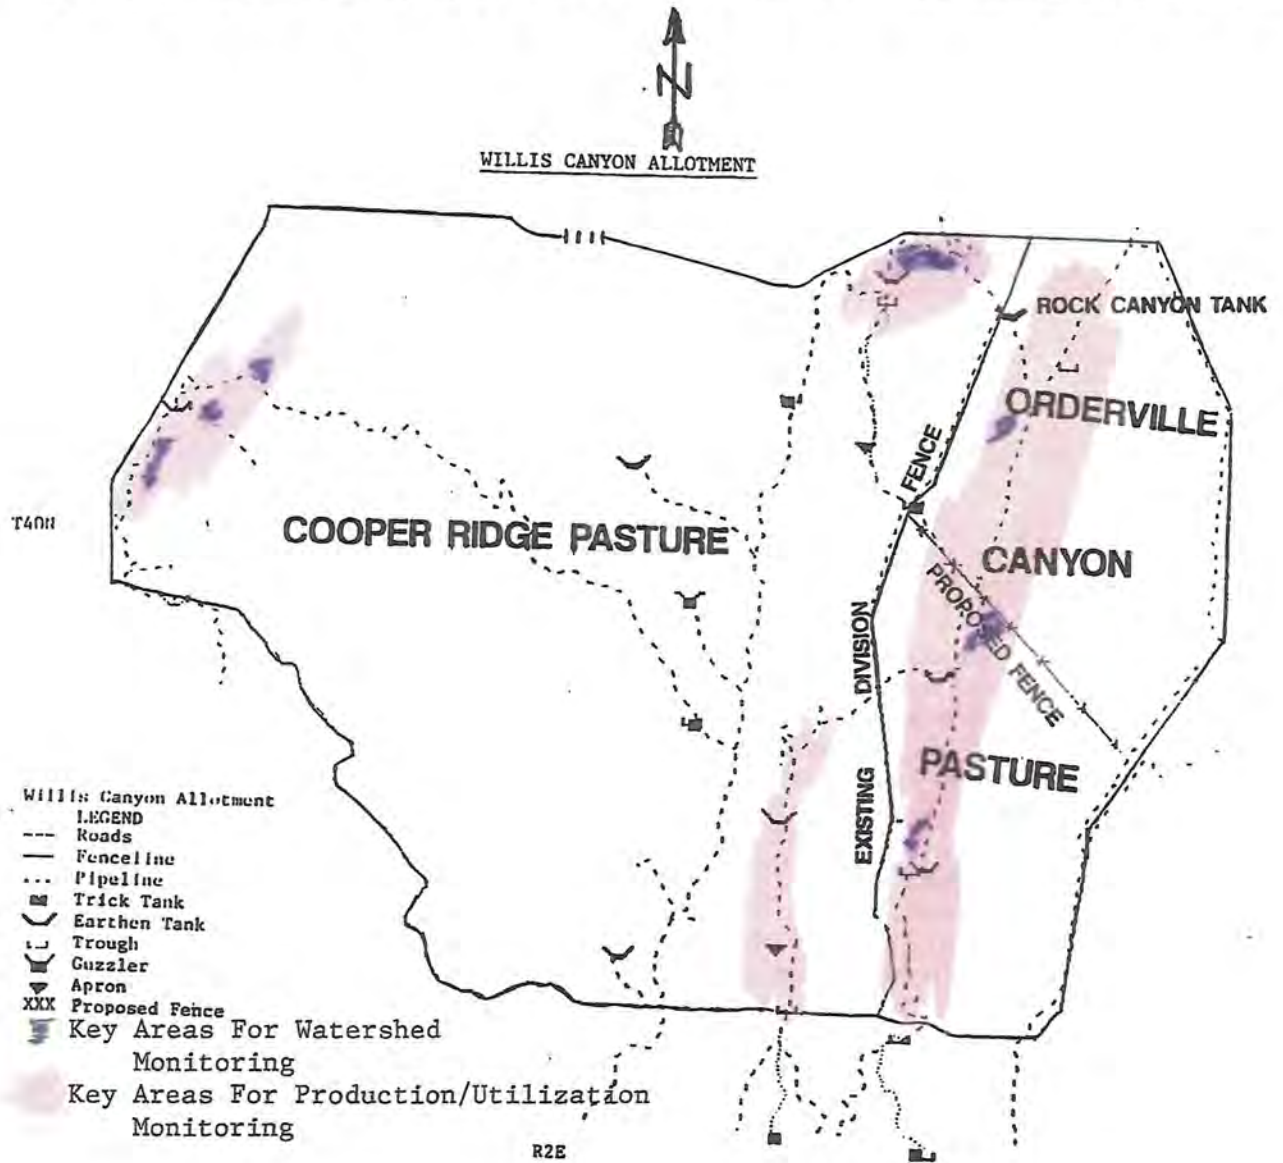 N
WILLIS CANYON ALLOTMENT
ROCK CANYON TANK
ORDERVILLE
FENCE
T40N
COOPER RIDGE PASTURE
CANYON
PROPOSED FENCE
DIVISION
PASTURE
EXISTING
Willis Canyon Allotment
LEGEND
Roads
Fenceline
Pipeline
Trick Tank
Earthen Tank
Trough
Guzzler
Apron
XXX Proposed Fence
Key Areas For Watershed
Monitoring
Key Areas For Production/Utilization
Monitoring
R2E